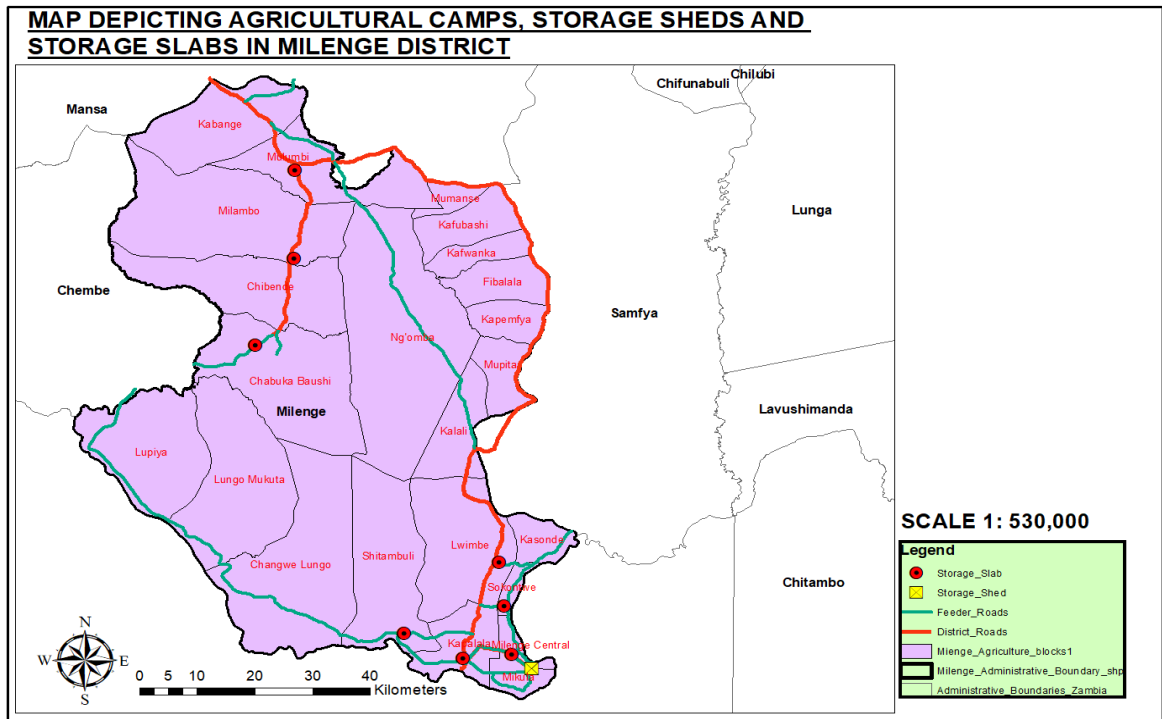 MAP DEPICTING AGRICULTURAL CAMPS, STORAGE SHEDS AND
STORAGE SLABS IN MILENGE DISTRICT
Chilubi
Chifunabuli
Mansa
Kabange
Mulumbi
Mumanso
Milambo
Lunga
Kafubashi
Kafwanka
Chembe
Chibende
Fibalala
Samfya
Kapemfya
Ng'omba
Mupita
Chabuka Baushi
Milenge
Lavushimanda
Kalali
Lupiya
Lungo Mukuta
SCALE 1: 530,000
Kasonde
Lwimbe
Shitambuli
Changwe Lungo
Chitambo
Sokontwe
Kapalala
Milenge Central
Mikula
N
W
E
S
0 5 10 20 30 40
Kilometers
Legend
Storage_Slab
Storage_Shed
Feeder_Roads
District_Roads
Mienge_Agriculture_blocks1
Milenge_Administrative_Boundary_shp
Administrative_Boundaries_Zambia